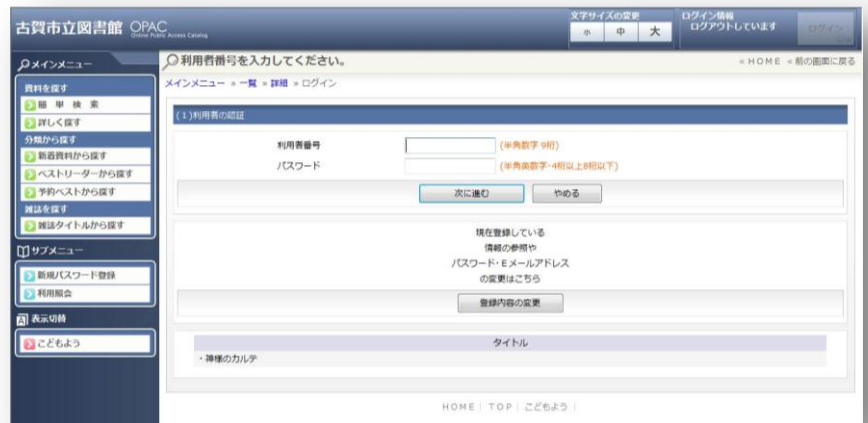 古賀市立図書館 OPAC
Online Public Access Catalog
文字サイズの変更
小 中 大
ログイン情報
ログアウトしています
ログイン
メインメニュー
資料を探す
簡 単 検 索
詳しく探す
分類から探す
新着資料から探す
ベストリーダーから探す
予約ベストから探す
雑誌を探す
雑誌タイトルから探す
サブメニュー
新規パスワード登録
利用照会
表示切替
こどもよう
利用者番号を入力してください。
«HOME «前の画面に戻る
メインメニュー » 一覧 » 詳細 » ログイン
(1)利用者の認証
利用者番号 (半角数字 9桁)
パスワード (半角英数字・4桁以上8桁以下)
次に進む やめる
現在登録している
情報の参照や
パスワード・Eメールアドレス
の変更はこちら
登録内容の変更
タイトル
・神様のカルテ
HOME | TOP | こどもよう |